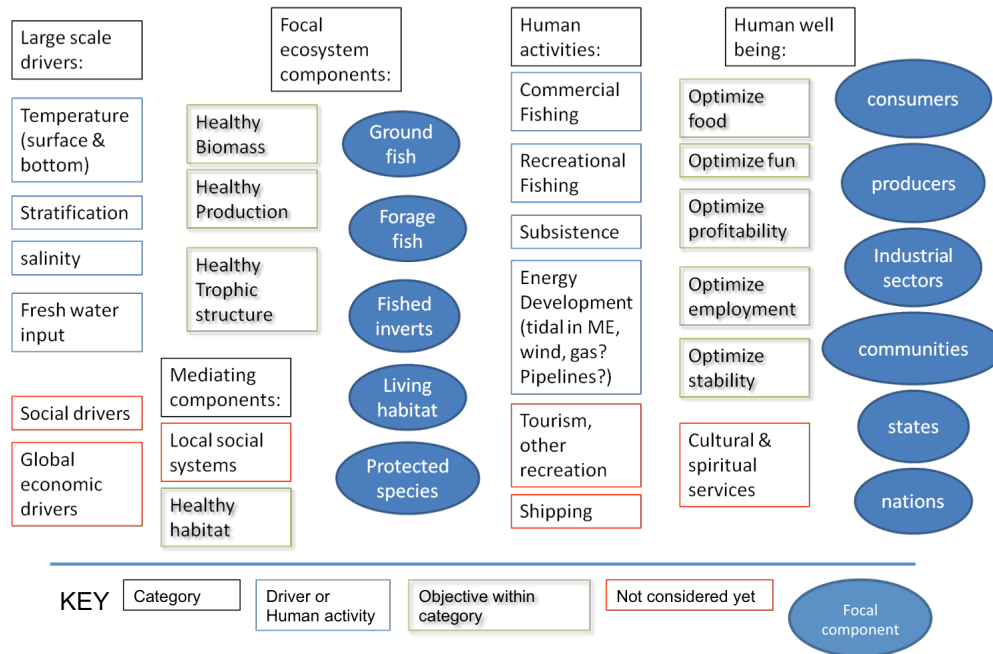 Large scale
drivers:
Temperature
(surface &
bottom)
Stratification
salinity
Fresh water
input
Social drivers
Global
economic
drivers
Focal
ecosystem
components:
Healthy
Biomass
Healthy
Production
Healthy
Trophic
structure
Mediating
components:
Local social
systems
Healthy
habitat
Ground
fish
Forage
fish
Fished
inverts
Living
habitat
Protected
species
Human
activities:
Commercial
Fishing
Recreational
Fishing
Subsistence
Energy
Development
(tidal in ME,
wind, gas?
Pipelines?)
Tourism,
other
recreation
Shipping
Human well
being:
Optimize
food
Optimize fun
Optimize
profitability
Optimize
employment
Optimize
stability
Cultural &
spiritual
services
consumers
producers
Industrial
sectors
communities
states
nations
KEY
Category
Driver or
Human activity
Objective within
category
Not considered yet
Focal
component